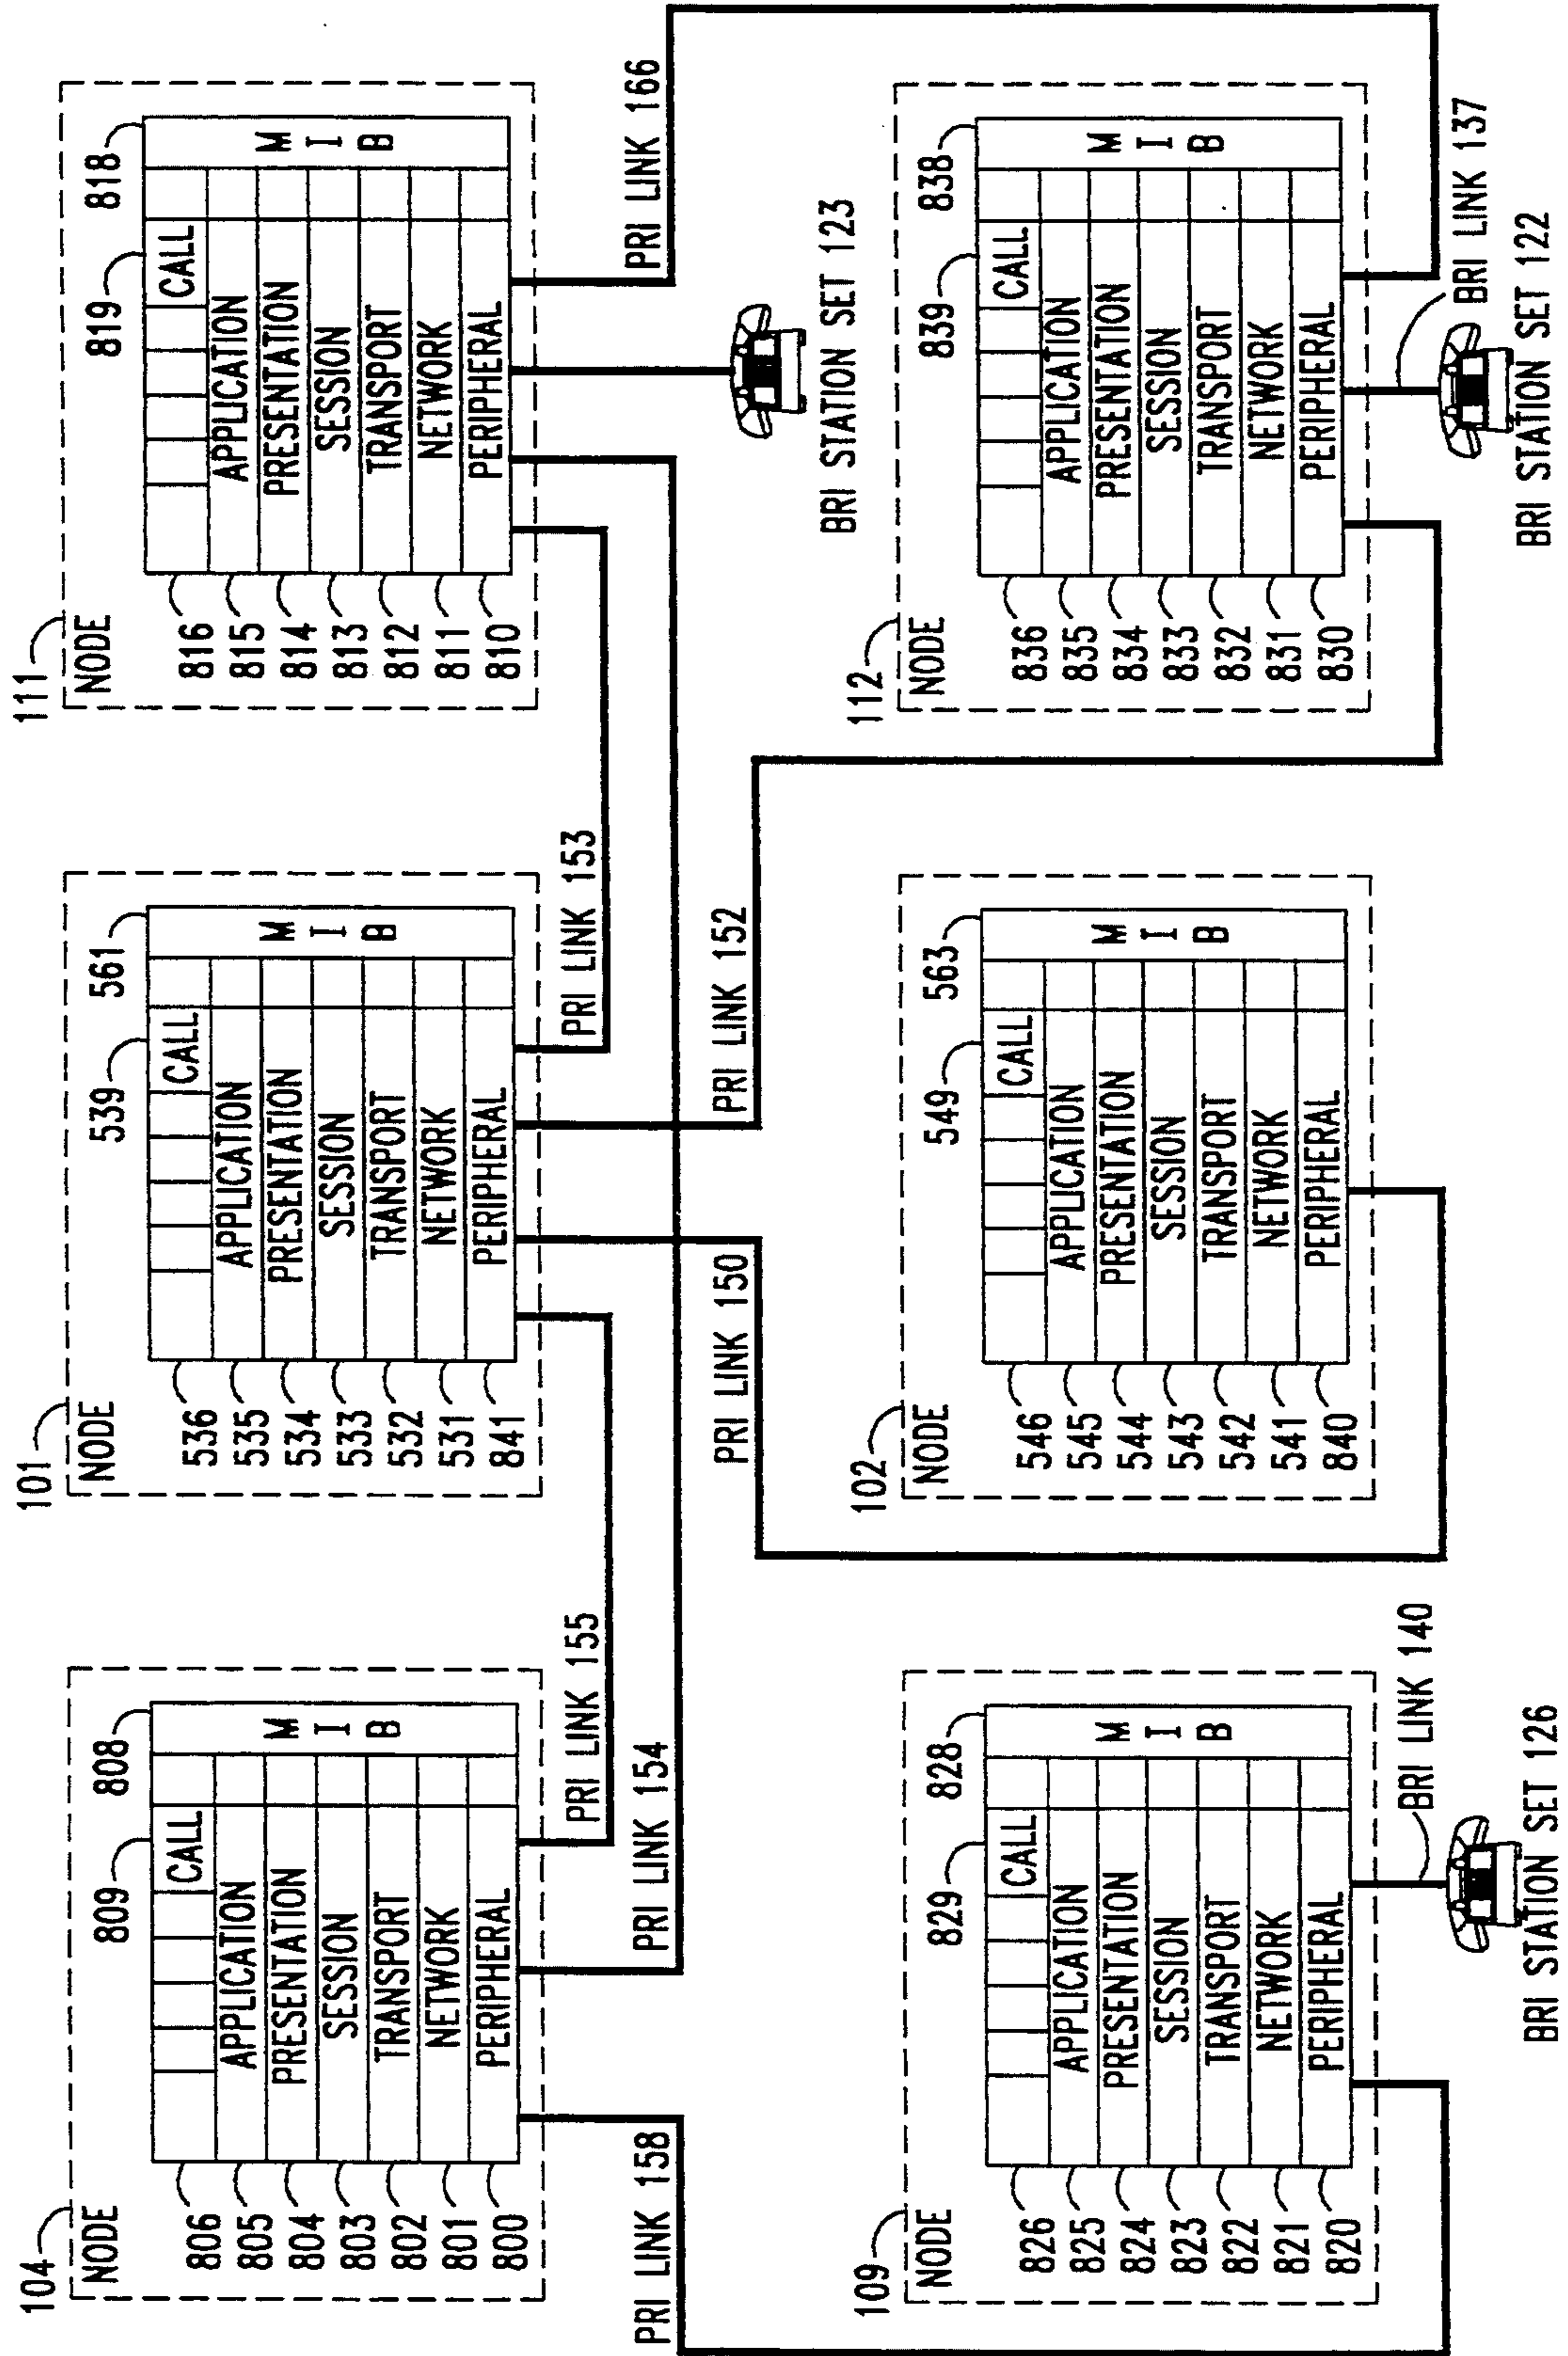 104
NODE
809
808
CALL
M I B
806
805 APPLICATION
804 PRESENTATION
803 SESSION
802 TRANSPORT
801 NETWORK
800 PERIPHERAL
101
NODE
539
561
CALL
M I B
536
535 APPLICATION
534 PRESENTATION
533 SESSION
532 TRANSPORT
531 NETWORK
841 PERIPHERAL
111
NODE
819
818
CALL
M I B
816
815 APPLICATION
814 PRESENTATION
813 SESSION
812 TRANSPORT
811 NETWORK
810 PERIPHERAL
PRI LINK 158
PRI LINK 154
PRI LINK 155
PRI LINK 150
PRI LINK 152
PRI LINK 153
PRI LINK 166
BRI STATION SET 123
109
NODE
829
828
CALL
M I B
826
825 APPLICATION
824 PRESENTATION
823 SESSION
822 TRANSPORT
821 NETWORK
820 PERIPHERAL
BRI LINK 140
BRI STATION SET 126
102
NODE
549
563
CALL
M I B
546
545 APPLICATION
544 PRESENTATION
543 SESSION
542 TRANSPORT
541 NETWORK
840 PERIPHERAL
112
NODE
839
838
CALL
M I B
836
835 APPLICATION
834 PRESENTATION
833 SESSION
832 TRANSPORT
831 NETWORK
830 PERIPHERAL
BRI LINK 137
BRI STATION SET 122